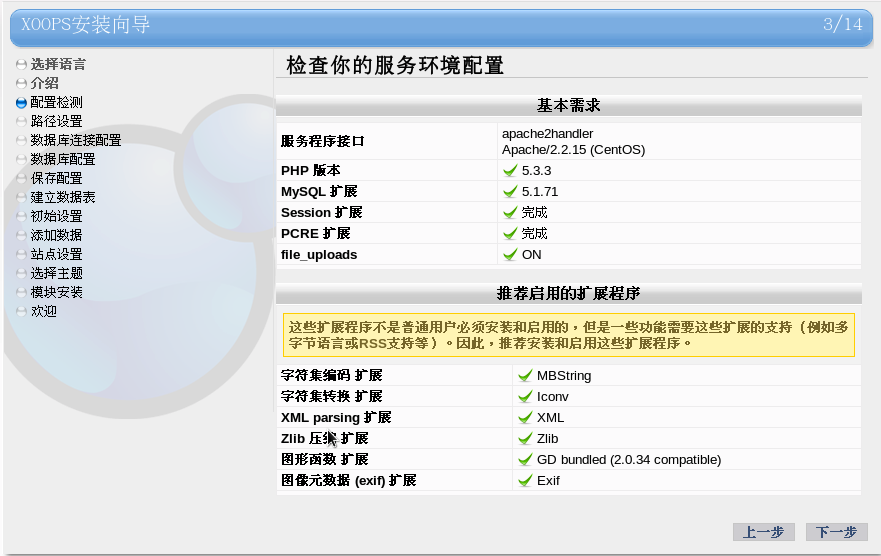 XOOPS安装向导
3/14
选择语言
介绍
配置检测
路径设置
数据库连接配置
数据库配置
保存配置
建立数据表
初始设置
添加数据
站点设置
选择主题
模块安装
欢迎
检查你的服务环境配置
基本需求
服务程序接口
apache2handler
Apache/2.2.15 (CentOS)
PHP 版本 5.3.3
MySQL 扩展 5.1.71
Session 扩展 完成
PCRE 扩展 完成
file_uploads ON
推荐启用的扩展程序
这些扩展程序不是普通用户必须安装和启用的，但是一些功能需要这些扩展的支持（例如多
字节语言或RSS支持等）。因此，推荐安装和启用这些扩展程序。
字符集编码 扩展 MBString
字符集转换 扩展 Iconv
XML parsing 扩展 XML
Zlib 压缩 扩展 Zlib
图形函数 扩展 GD bundled (2.0.34 compatible)
图像元数据 (exif) 扩展 Exif
上一步 下一步